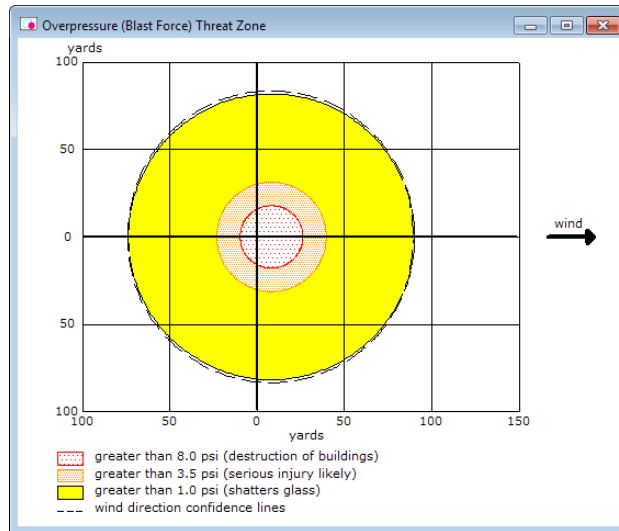 Overpressure (Blast Force) Threat Zone
yards
100
50
0
50
100
100 50 0 50 100 150
yards
wind
greater than 8.0 psi (destruction of buildings)
greater than 3.5 psi (serious injury likely)
greater than 1.0 psi (shatters glass)
wind direction confidence lines